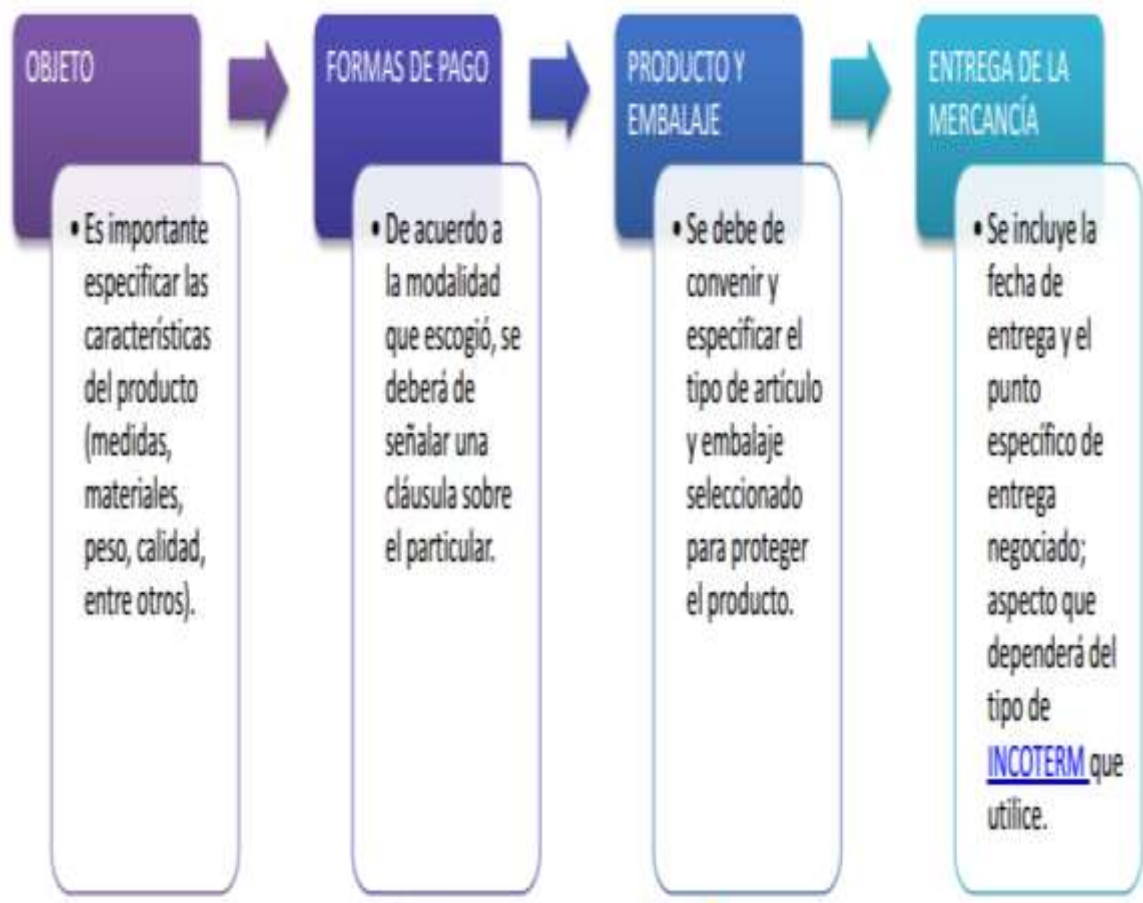 OBJETO
• Es importante
especificar las
características
del producto
(medidas,
materiales,
peso, calidad,
entre otros).
FORMAS DE PAGO
• De acuerdo a
la modalidad
que escogió, se
deberá de
señalar una
cláusula sobre
el particular.
PRODUCTO Y
EMBALAJE
• Se debe de
convenir y
especificar el
tipo de artículo
y embalaje
seleccionado
para proteger
el producto.
ENTREGA DE LA
MERCANCÍA
• Se incluye la
fecha de
entrega y el
punto
específico de
entrega
negociado;
aspecto que
dependerá del
tipo de
INCOTERM que
utilice.